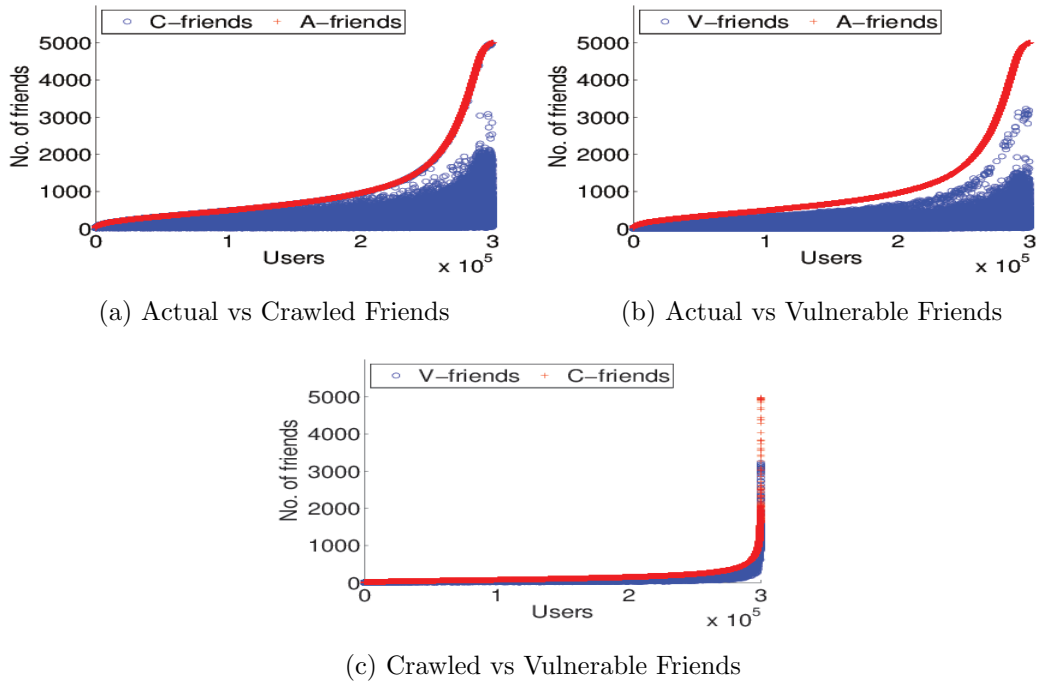 C-friends A-friends
No. of friends
5000
4000
3000
2000
1000
0
0 1 2 3
Users
x 10^5
(a) Actual vs Crawled Friends
V-friends A-friends
No. of friends
5000
4000
3000
2000
1000
0
0 1 2 3
Users
x 10^5
(b) Actual vs Vulnerable Friends
V-friends C-friends
No. of friends
5000
4000
3000
2000
1000
0
0 1 2 3
Users
x 10^5
(c) Crawled vs Vulnerable Friends